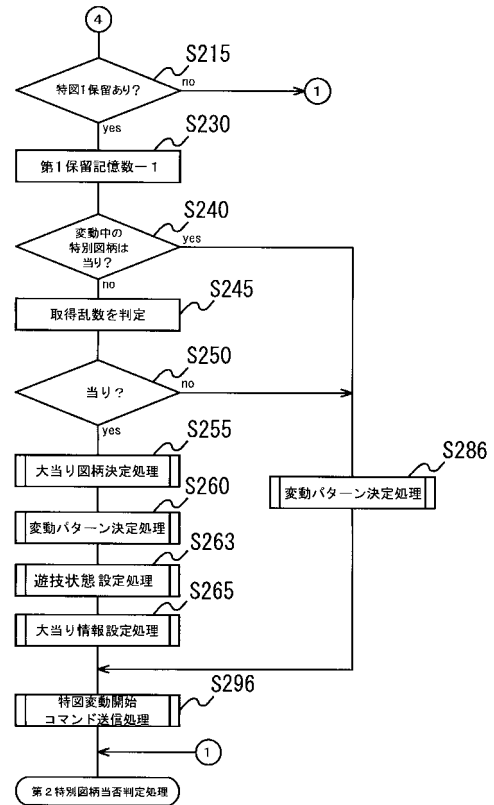 4
S215
特図1保留あり?
no
1
yes
S230
第1保留記憶数-1
S240
変動中の
特別図柄は
当り?
yes
no
S245
取得乱数を判定
S250
当り?
no
yes
S255
大当り図柄決定処理
S286
変動パターン決定処理
S260
変動パターン決定処理
S263
遊技状態設定処理
S265
大当り情報設定処理
S296
特図変動開始
コマンド送信処理
1
第2特別図柄当否判定処理